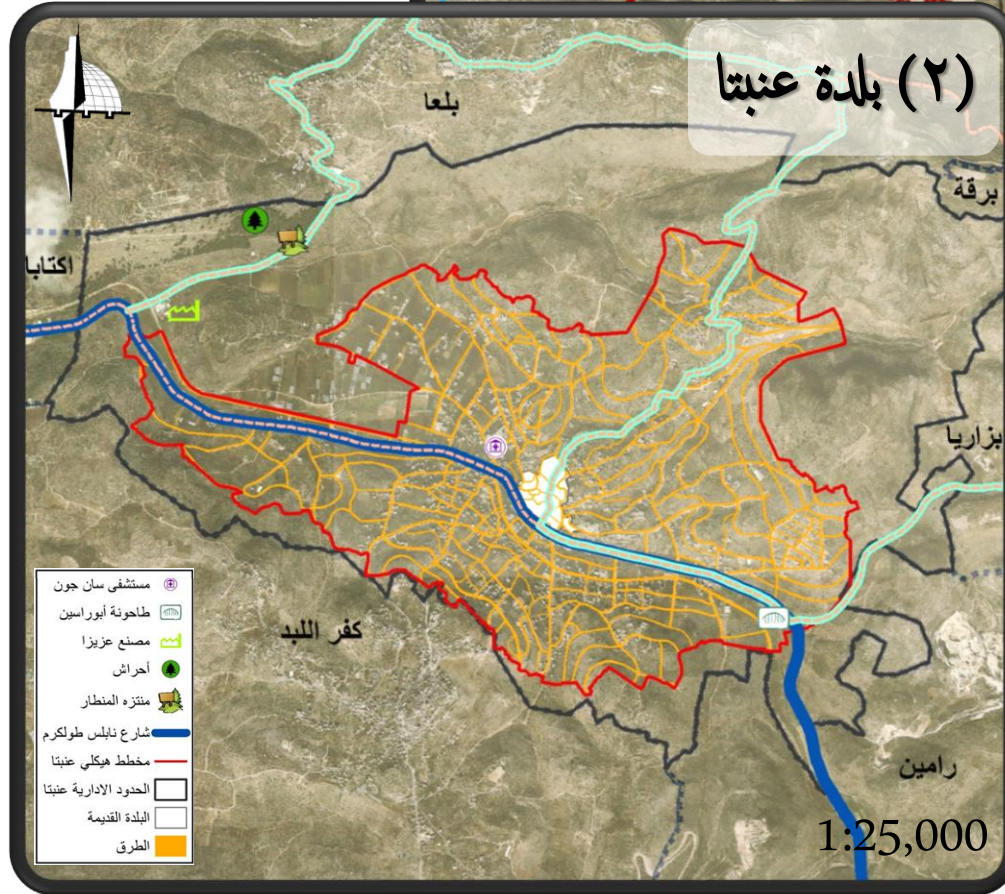 (٢) بلدة عنبتا
بلعا
برقة
اكتابا
بزاريا
كفر اللبد
رامين
مستشفى سان جون
طاحونة أبوراسين
مصنع عزيزا
أحراش
منتزه المنطار
شارع نابلس طولكرم
مخطط هيكلي عنبتا
الحدود الادارية عنبتا
البلدة القديمة
الطرق
1:25,000